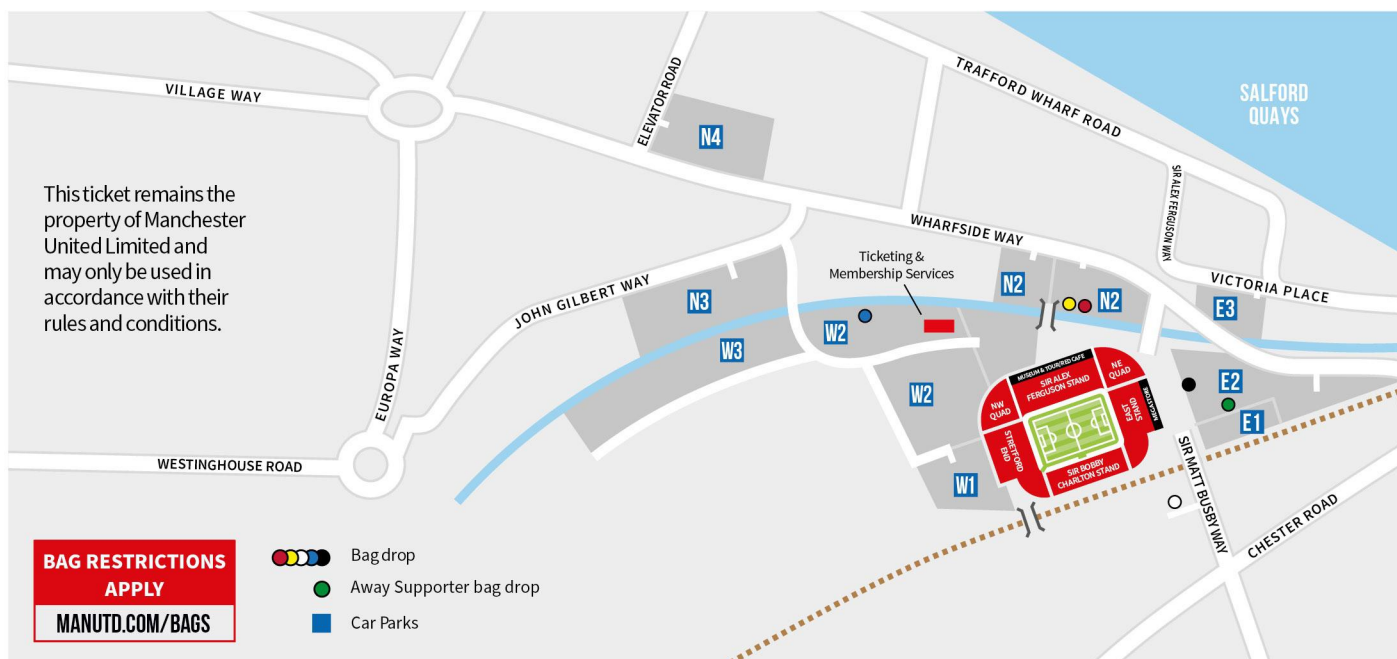 VILLAGE WAY
ELEVATOR ROAD
N4
TRAFFORD WHARF ROAD
SALFORD
QUAYS
This ticket remains the
property of Manchester
United Limited and
may only be used in
accordance with their
rules and conditions.
SIR ALEX FERGUSON WAY
WHARFSIDE WAY
Ticketing &
Membership Services
VICTORIA PLACE
JOHN GILBERT WAY
N3
N2
N2
E3
W2
W3
EUROPA WAY
MUSEUM & TOUR/RED CAFE
SIR ALEX
FERGUSON STAND
NE
QUAD
NW
QUAD
EAST
STAND
MEGASTORE
W2
E2
E1
STRETFORD
END
SIR BOBBY
CHARLTON STAND
W1
SIR MATT BUSBY WAY
CHESTER ROAD
WESTINGHOUSE ROAD
BAG RESTRICTIONS
APPLY
MANUTD.COM/BAGS
Bag drop
Away Supporter bag drop
Car Parks